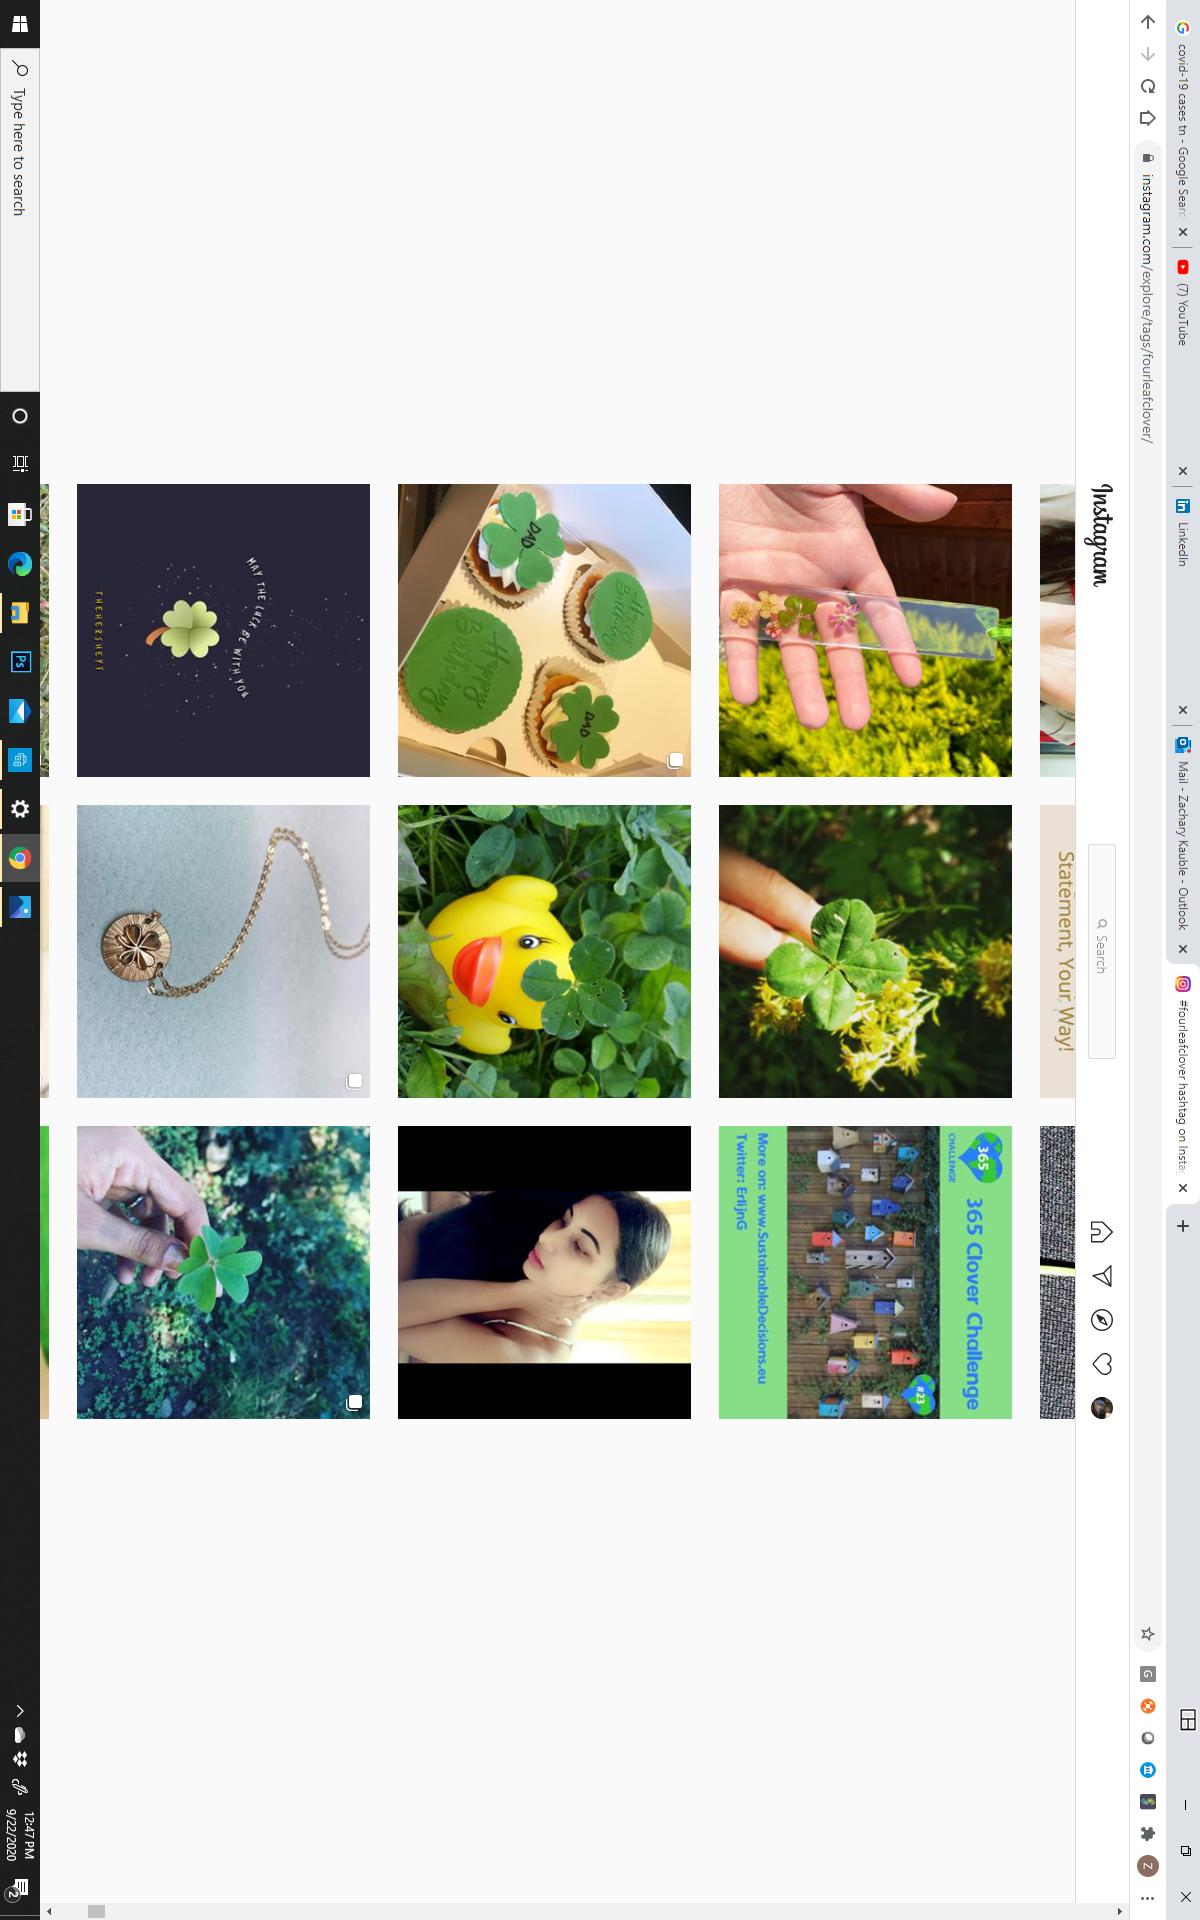 covid-19 cases tn - Google Searc
(7) YouTube
LinkedIn
Mail - Zachary Kauble - Outlook
#fourleafclover hashtag on Insta
instagram.com/explore/tags/fourleafclover/
G
Z
Instagram
Search
Statement, Your Way!
365
CHALLENGE
365 Clover Challenge
#23
More on: www.SustainableDecisions.eu
Twitter: ErlijnG
DAD
Happy
Birthday
DAD
Happy
Birthday
MAY THE LUCK BE WITH YOU
THEHERSHEYS
Type here to search
Ps
12:47 PM
9/22/2020
2